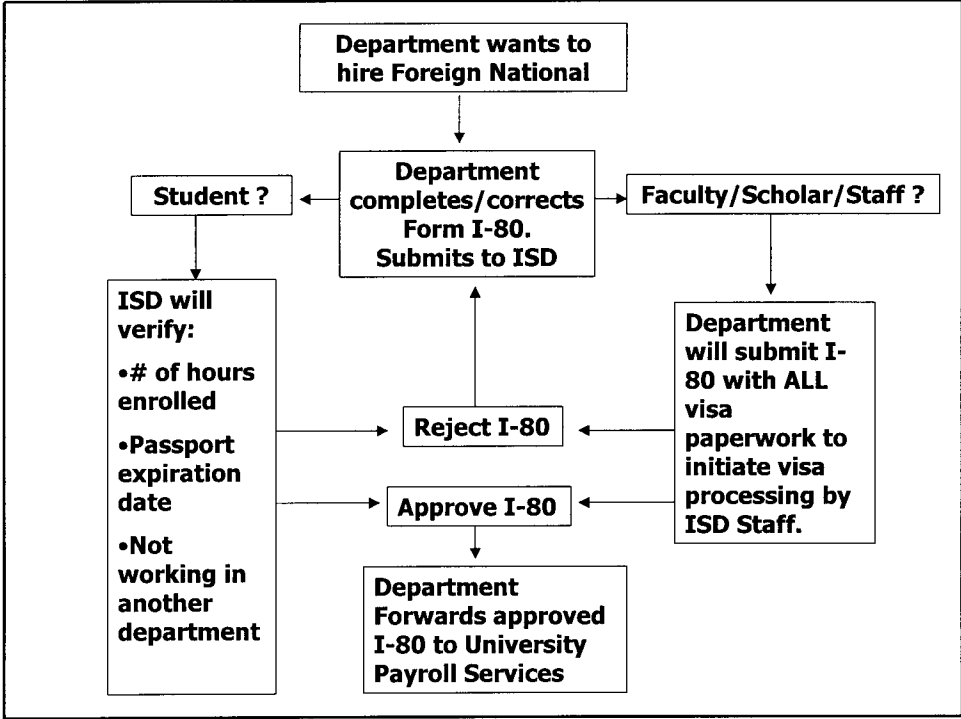 Department wants to
hire Foreign National
Department
completes/corrects
Form I-80.
Submits to ISD
Student ?
Faculty/Scholar/Staff ?
ISD will
verify:
•# of hours
enrolled
•Passport
expiration
date
•Not
working in
another
department
Department
will submit I-
80 with ALL
visa
paperwork to
initiate visa
processing by
ISD Staff.
Reject I-80
Approve I-80
Department
Forwards approved
I-80 to University
Payroll Services